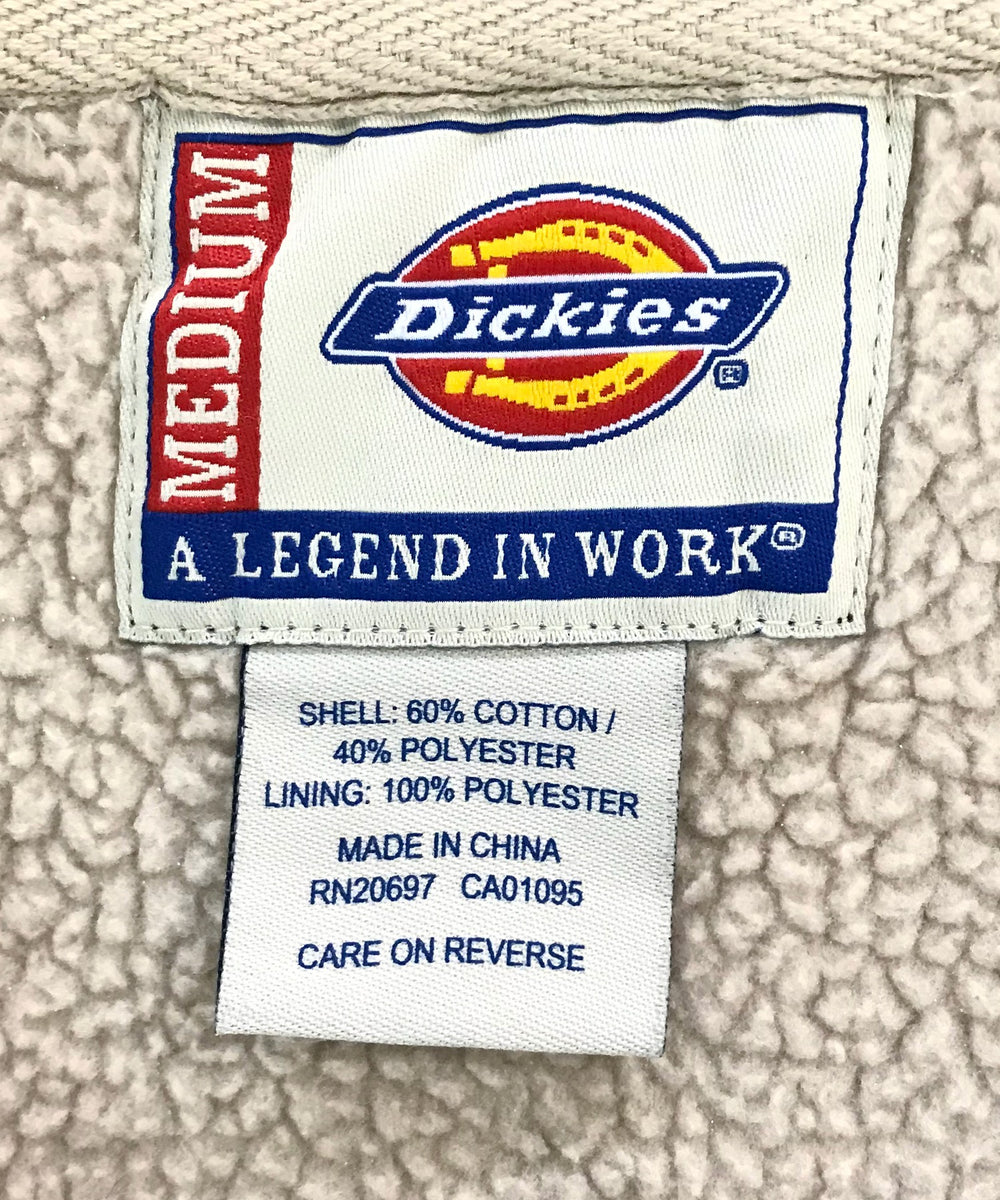 MEDIUM
Dickies®
A LEGEND IN WORK®
SHELL: 60% COTTON /
40% POLYESTER
LINING: 100% POLYESTER
MADE IN CHINA
RN20697 CA01095
CARE ON REVERSE